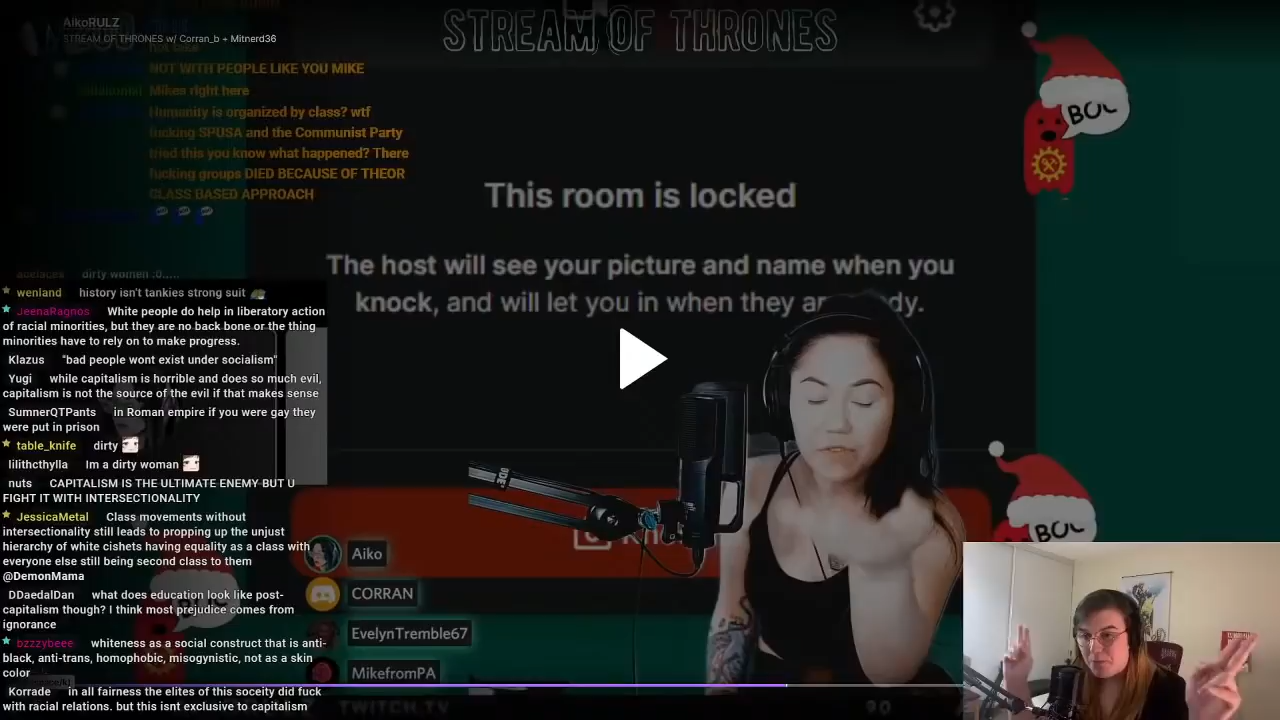 AikoRULZ
STREAM OF THRONES w/ Corran_b + Mitnerd36
STREAM OF THRONES
NOT WITH PEOPLE LIKE YOU MIKE
Mikes right here
Humanity is organized by class? wtf
fucking SPUSA and the Communist Party
tried this you know what happened? There
fucking groups DIED BECAUSE OF THEOR
CLASS BASED APPROACH
BOC
This room is locked
The host will see your picture and name when you
knock, and will let you in when they
dirty women :0.....
wenland history isn't tankies strong suit
JeenaRagnos White people do help in liberatory action
of racial minorities, but they are no back bone or the thing
minorities have to rely on to make progress.
Klazus "bad people wont exist under socialism"
Yugi while capitalism is horrible and does so much evil,
capitalism is not the source of the evil if that makes sense
SumnerQTPants in Roman empire if you were gay they
were put in prison
table_knife dirty
lilithcthylla Im a dirty woman
nuts CAPITALISM IS THE ULTIMATE ENEMY BUT U
FIGHT IT WITH INTERSECTIONALITY
JessicaMetal Class movements without
intersectionality still leads to propping up the unjust
hierarchy of white cishets having equality as a class with
everyone else still being second class to them
@DemonMama
DDaedalDan what does education look like post-
capitalism though? I think most prejudice comes from
ignorance
bzzzybeee whiteness as a social construct that is anti-
black, anti-trans, homophobic, misogynistic, not as a skin
color
Korrade in all fairness the elites of this soceity did fuck
with racial relations. but this isnt exclusive to capitalism
BOC
Aiko
CORRAN
EvelynTremble67
MikefromPA
TWITCH.TV